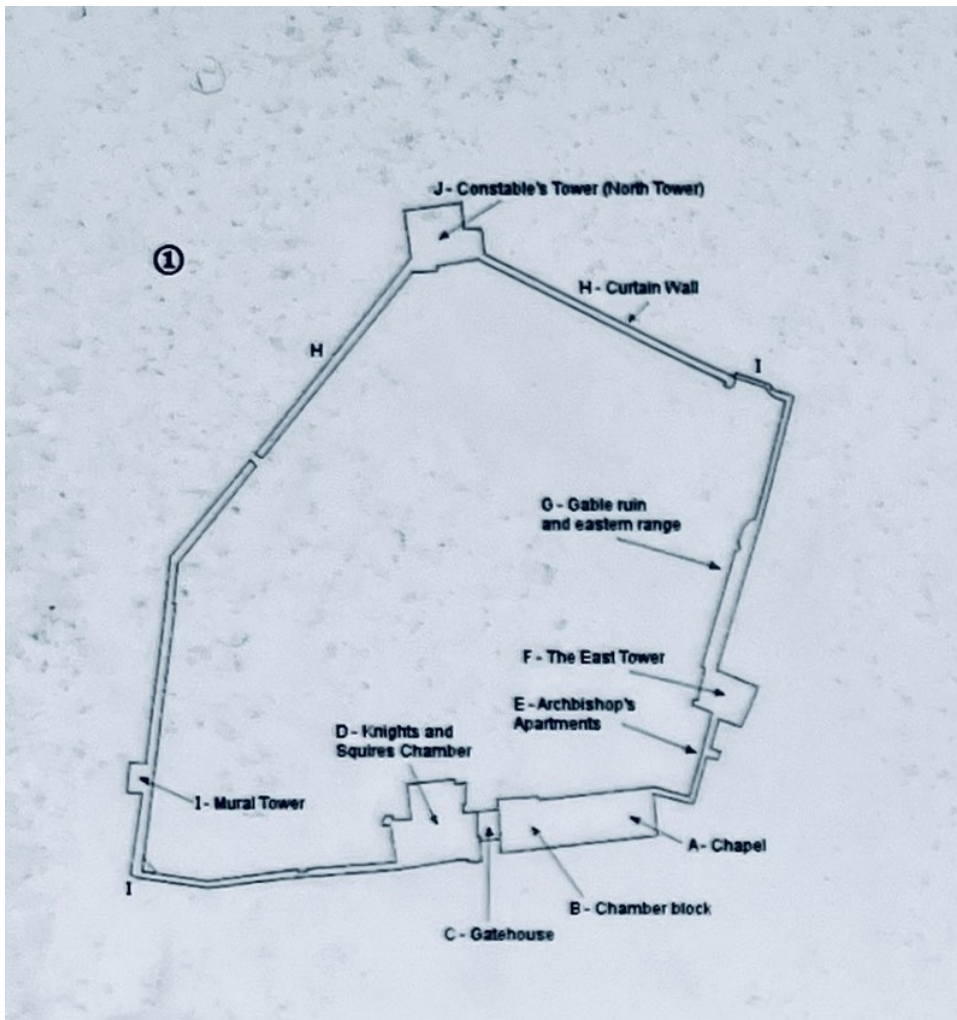 J - Constable's Tower (North Tower)
①
H - Curtain Wall
H
I
G - Gable ruin
and eastern range
F - The East Tower
E - Archbishop's
Apartments
D - Knights and
Squires Chamber
I - Mural Tower
A - Chapel
I
B - Chamber block
C - Gatehouse